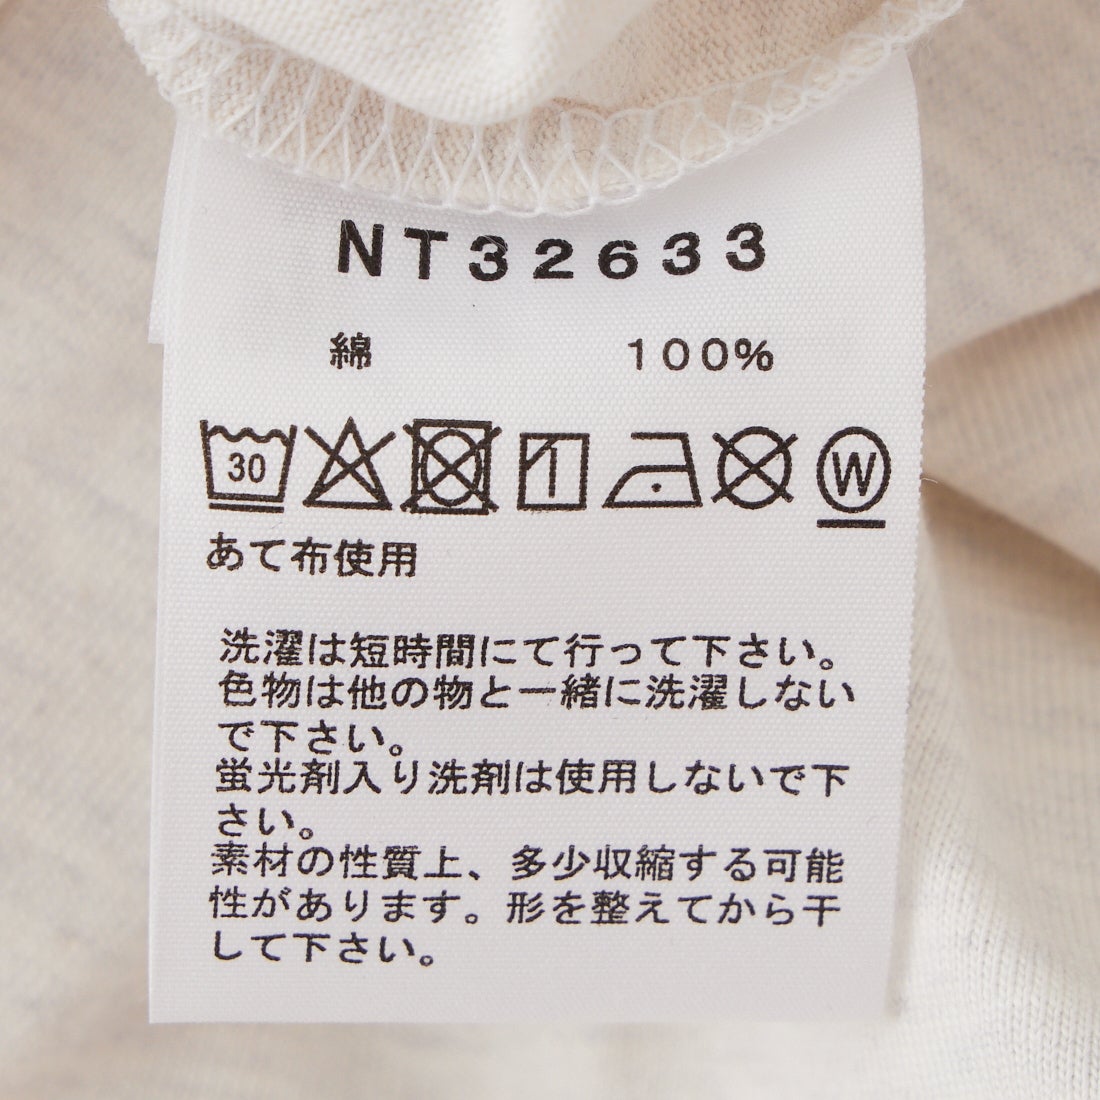 NT32633
綿 100%
30 W
あて布使用
洗濯は短時間にて行って下さい。
色物は他の物と一緒に洗濯しない
で下さい。
蛍光剤入り洗剤は使用しないで下
さい。
素材の性質上、多少収縮する可能
性があります。形を整えてから干
して下さい。